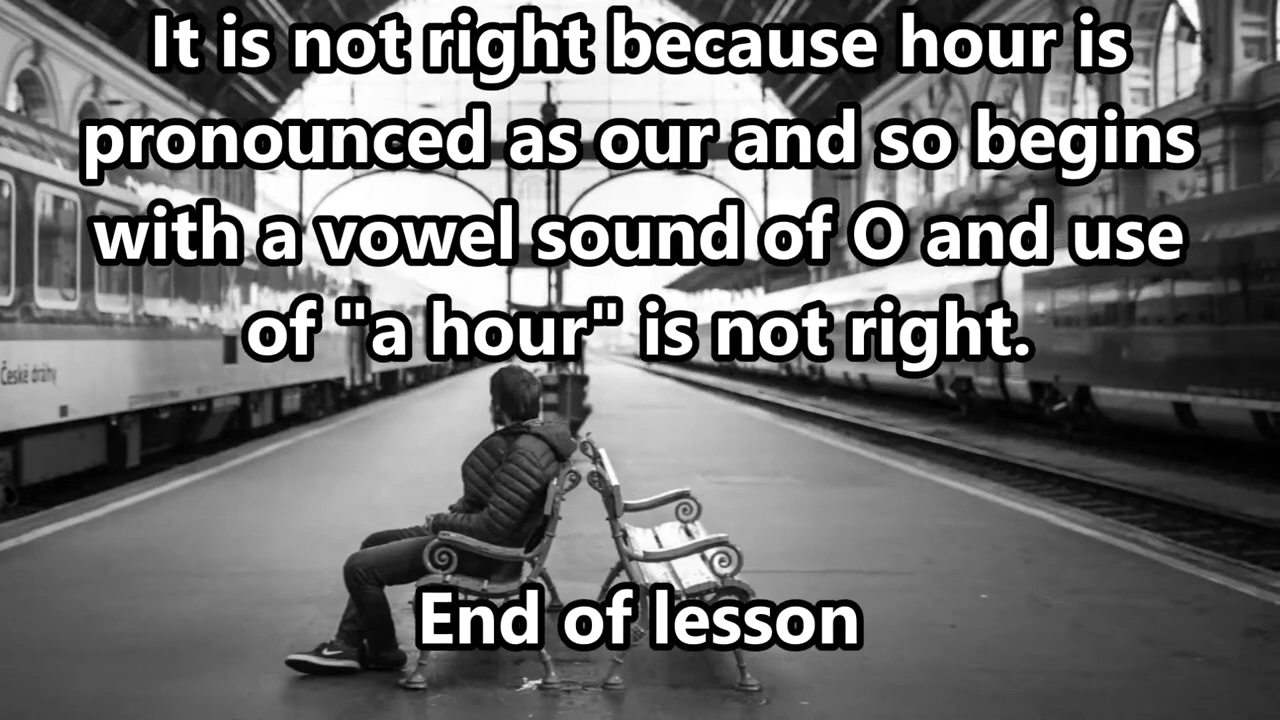 It is not right because hour is
pronounced as our and so begins
with a vowel sound of O and use
of "a hour" is not right.
České dráhy
End of lesson